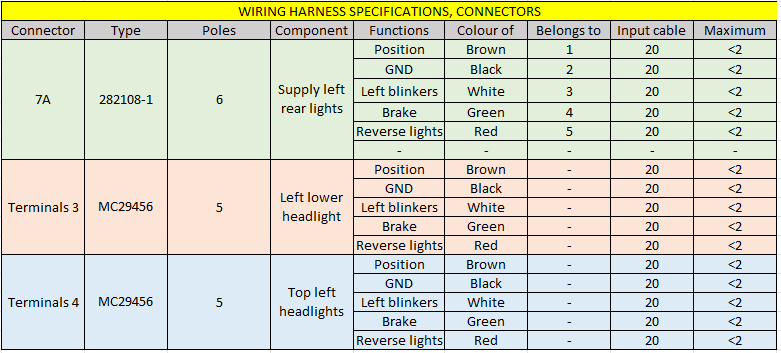 WIRING HARNESS SPECIFICATIONS, CONNECTORS
Connector Type Poles Component Functions Colour of Belongs to Input cable Maximum
7A 282108-1 6 Supply left rear lights
Position Brown 1 20 <2
GND Black 2 20 <2
Left blinkers White 3 20 <2
Brake Green 4 20 <2
Reverse lights Red 5 20 <2
- - - - -
Terminals 3 MC29456 5 Left lower headlight
Position Brown - 20 <2
GND Black - 20 <2
Left blinkers White - 20 <2
Brake Green - 20 <2
Reverse lights Red - 20 <2
Terminals 4 MC29456 5 Top left headlights
Position Brown - 20 <2
GND Black - 20 <2
Left blinkers White - 20 <2
Brake Green - 20 <2
Reverse lights Red - 20 <2